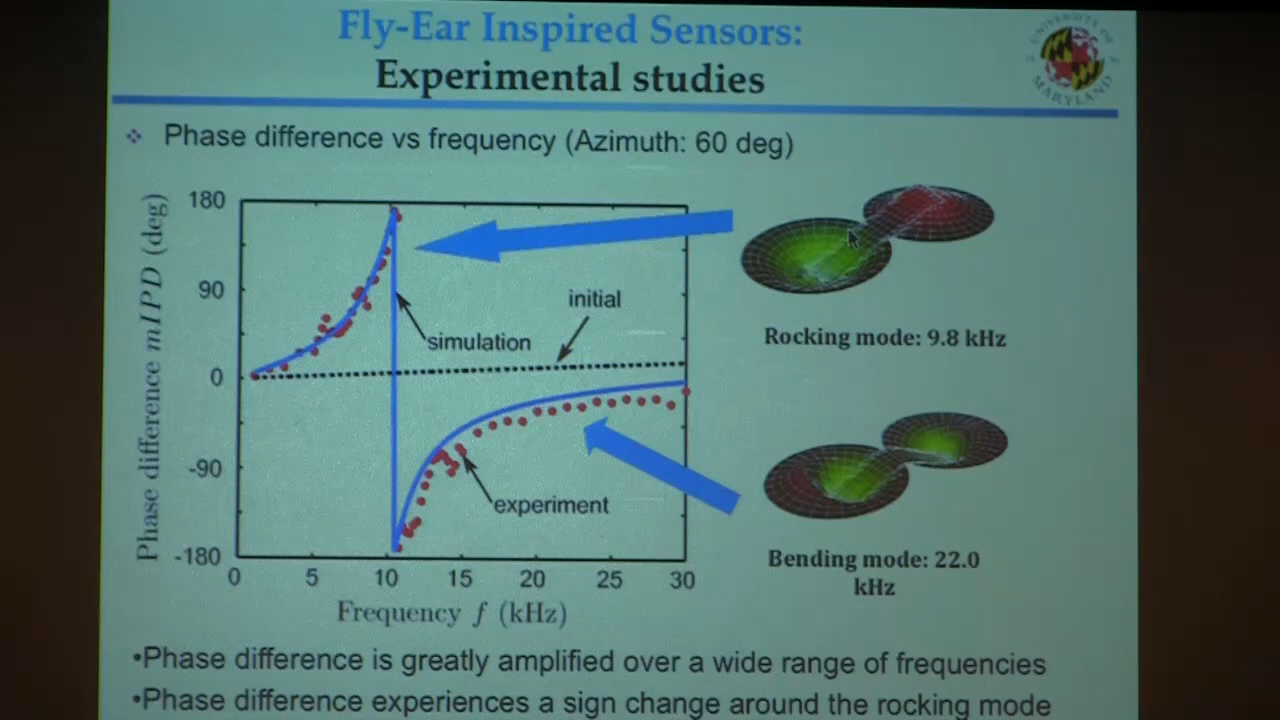 Fly-Ear Inspired Sensors:
Experimental studies
UNIVERSITY OF
MARYLAND
❖ Phase difference vs frequency (Azimuth: 60 deg)
Phase difference mIPD (deg)
180
90
0
-90
-180
initial
simulation
experiment
0 5 10 15 20 25 30
Frequency f (kHz)
Rocking mode: 9.8 kHz
Bending mode: 22.0
kHz
•Phase difference is greatly amplified over a wide range of frequencies
•Phase difference experiences a sign change around the rocking mode